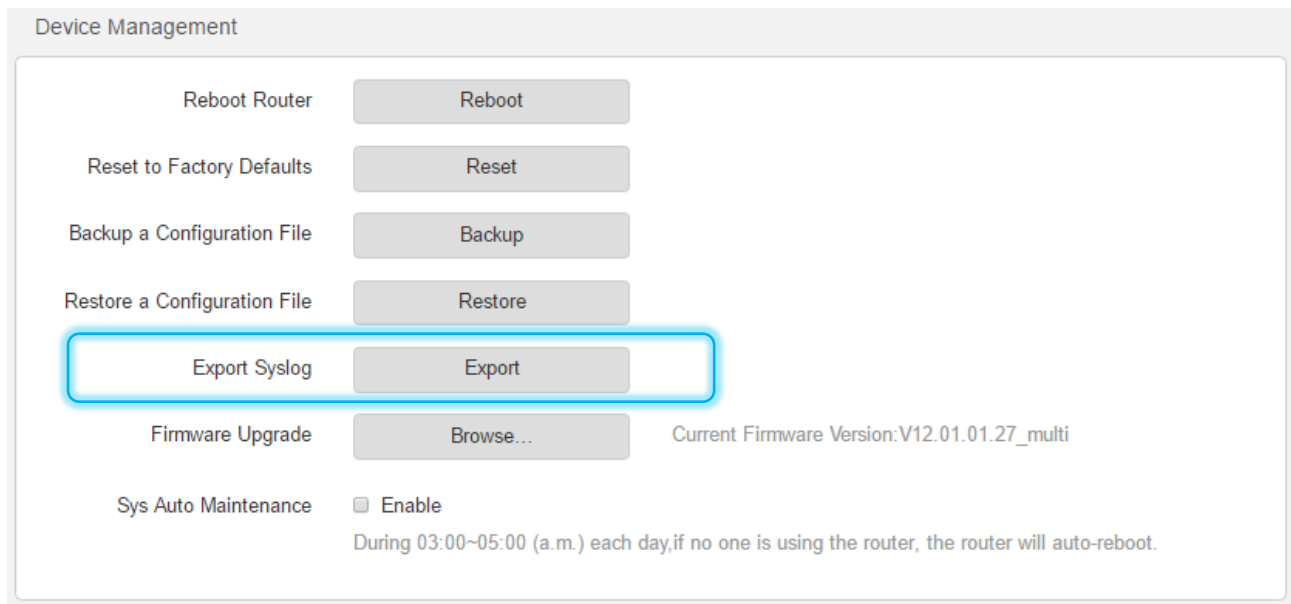 Device Management
Reboot Router Reboot
Reset to Factory Defaults Reset
Backup a Configuration File Backup
Restore a Configuration File Restore
Export Syslog Export
Firmware Upgrade Browse... Current Firmware Version:V12.01.01.27_multi
Sys Auto Maintenance Enable
During 03:00~05:00 (a.m.) each day,if no one is using the router, the router will auto-reboot.